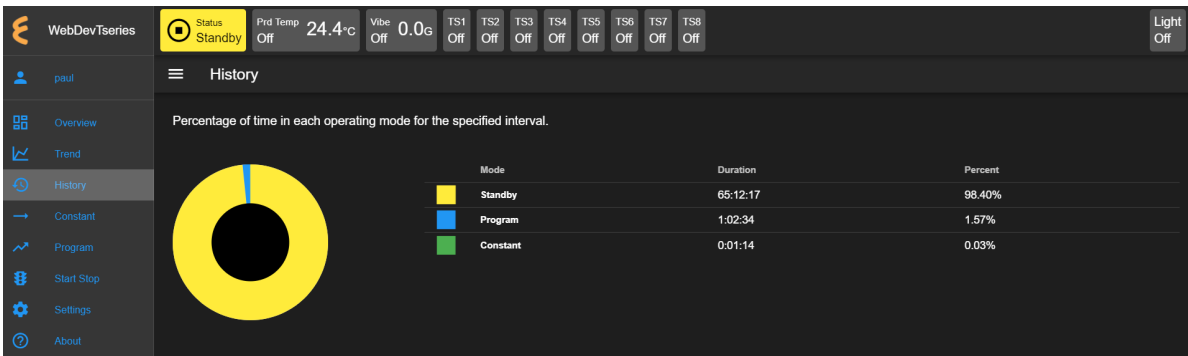 WebDevTseries
Status
Standby
Prd Temp
Off
24.4°C
Vibe
Off
0.0G
TS1
Off
TS2
Off
TS3
Off
TS4
Off
TS5
Off
TS6
Off
TS7
Off
TS8
Off
Light
Off
paul
History
Overview
Trend
History
Constant
Program
Start Stop
Settings
About
Percentage of time in each operating mode for the specified interval.
Mode Duration Percent
Standby 65:12:17 98.40%
Program 1:02:34 1.57%
Constant 0:01:14 0.03%